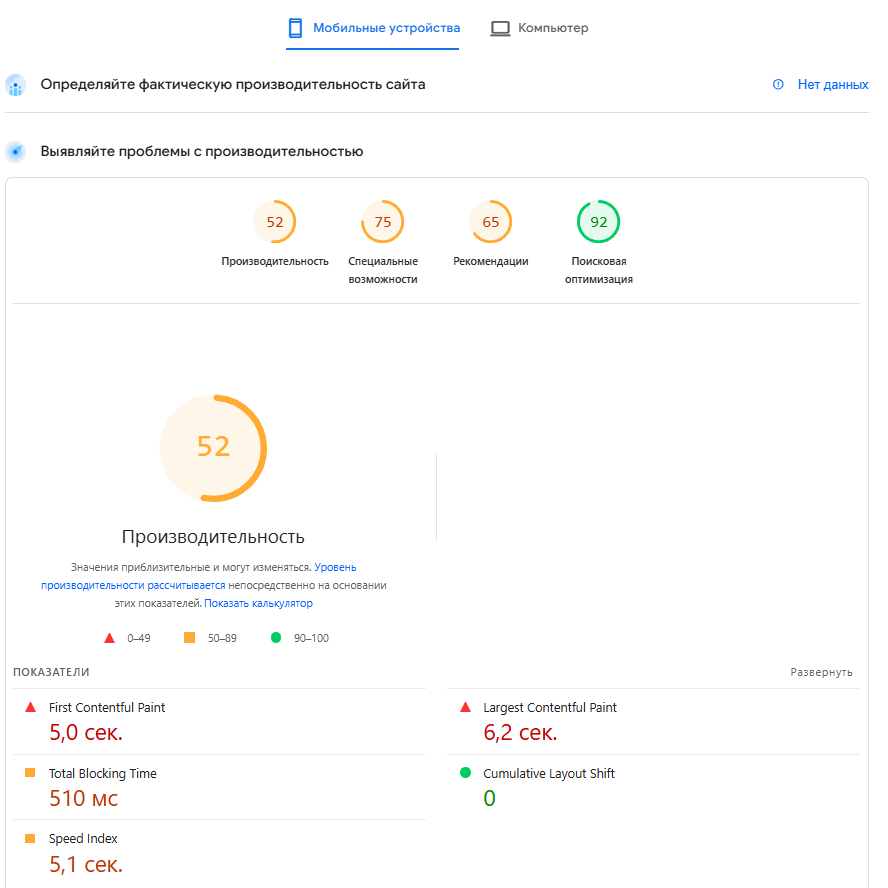 Мобильные устройства
Компьютер
Определяйте фактическую производительность сайта
Нет данных
Выявляйте проблемы с производительностью
52
75
65
92
Производительность
Специальные
возможности
Рекомендации
Поисковая
оптимизация
52
Производительность
Значения приблизительные и могут изменяться. Уровень
производительности рассчитывается непосредственно на основании
этих показателей. Показать калькулятор
0–49
50–89
90–100
ПОКАЗАТЕЛИ
Развернуть
First Contentful Paint
5,0 сек.
Largest Contentful Paint
6,2 сек.
Total Blocking Time
510 мс
Cumulative Layout Shift
0
Speed Index
5,1 сек.